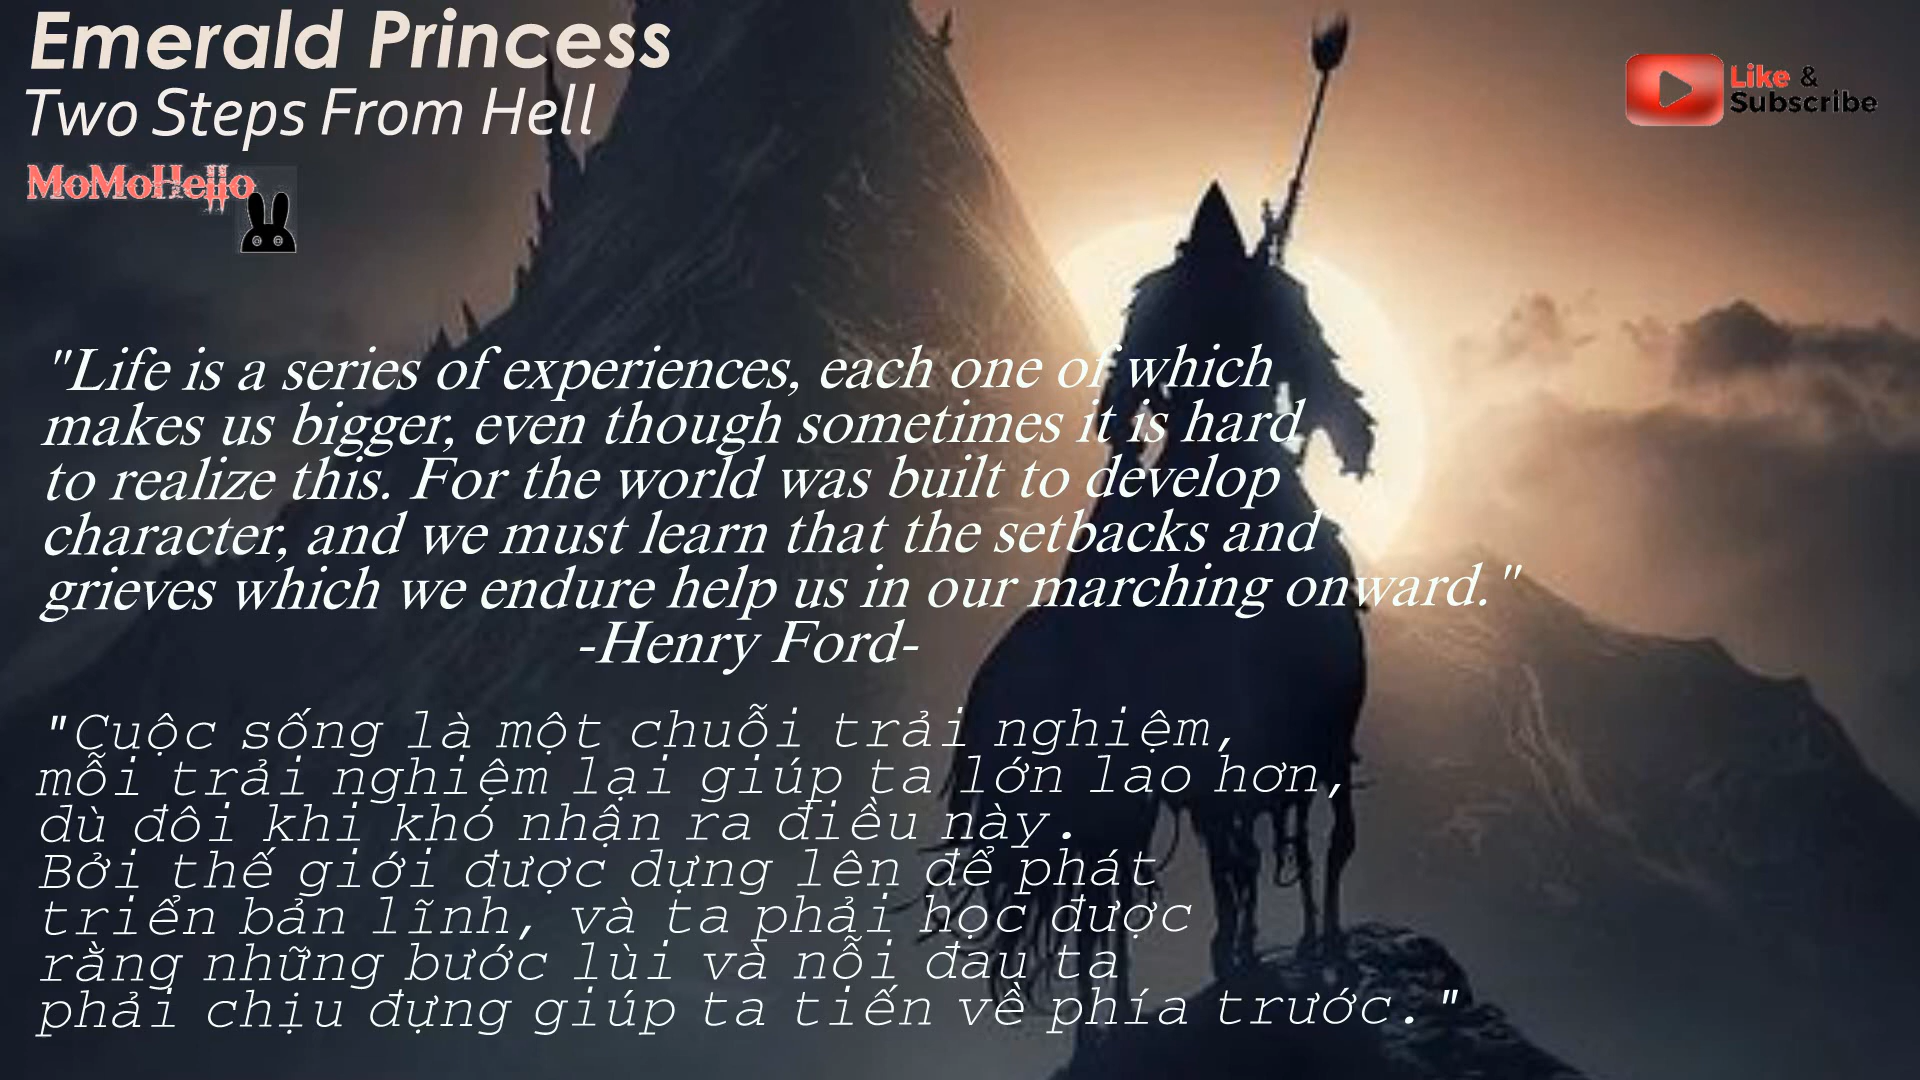 Emerald Princess
Two Steps From Hell
MoMoHello
Like &
Subscribe
"Life is a series of experiences, each one of which
makes us bigger, even though sometimes it is hard
to realize this. For the world was built to develop
character, and we must learn that the setbacks and
grieves which we endure help us in our marching onward."
-Henry Ford-
"Cuộc sống là một chuỗi trải nghiệm,
mỗi trải nghiệm lại giúp ta lớn lao hơn,
dù đôi khi khó nhận ra điều này.
Bởi thế giới được dựng lên để phát
triển bản lĩnh, và ta phải học được
rằng những bước lùi và nỗi đau ta
phải chịu đựng giúp ta tiến về phía trước."